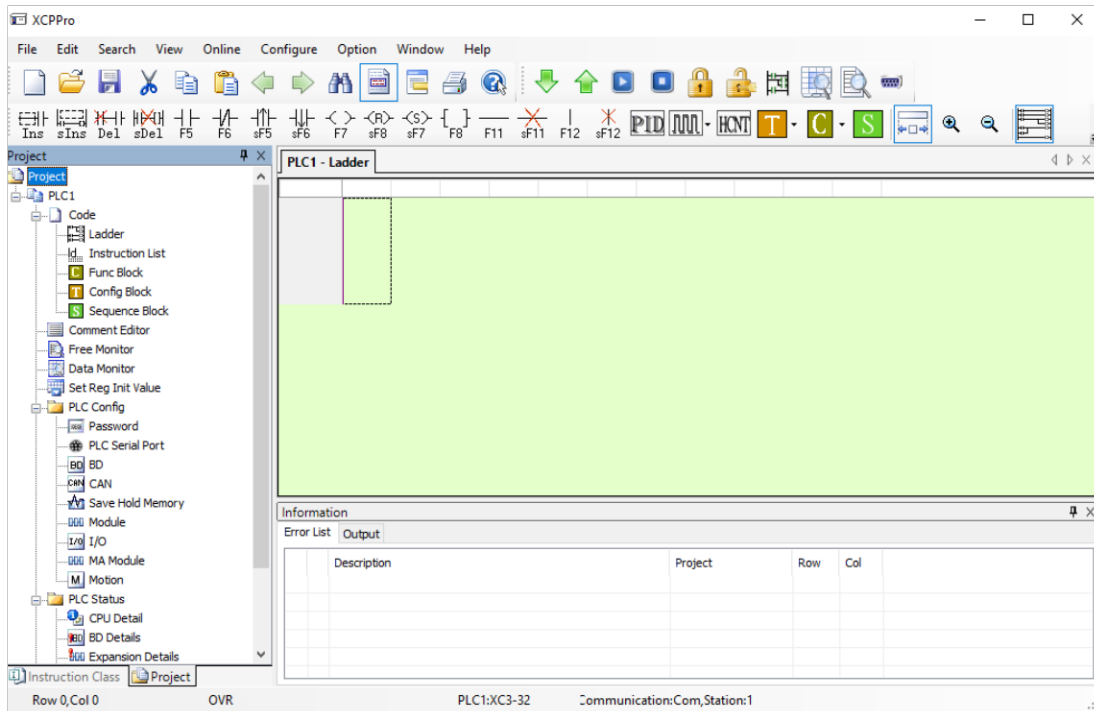 XCPPro
File Edit Search View Online Configure Option Window Help
Ins sIns Del sDel F5 F6 sF5 sF6 F7 sF8 sF7 F8 F11 sF11 F12 sF12 PID HCNT T C S
Project
PLC1 - Ladder
Project
PLC1
Code
Ladder
Instruction List
C Func Block
T Config Block
S Sequence Block
Comment Editor
Free Monitor
Data Monitor
Set Reg Init Value
PLC Config
Password
PLC Serial Port
BD BD
CAN CAN
Save Hold Memory
Module
I/O I/O
MA Module
M Motion
PLC Status
CPU Detail
BD BD Details
Expansion Details
Instruction Class Project
Information
Error List Output
Description Project Row Col
Row 0,Col 0 OVR PLC1:XC3-32 Communication:Com,Station:1